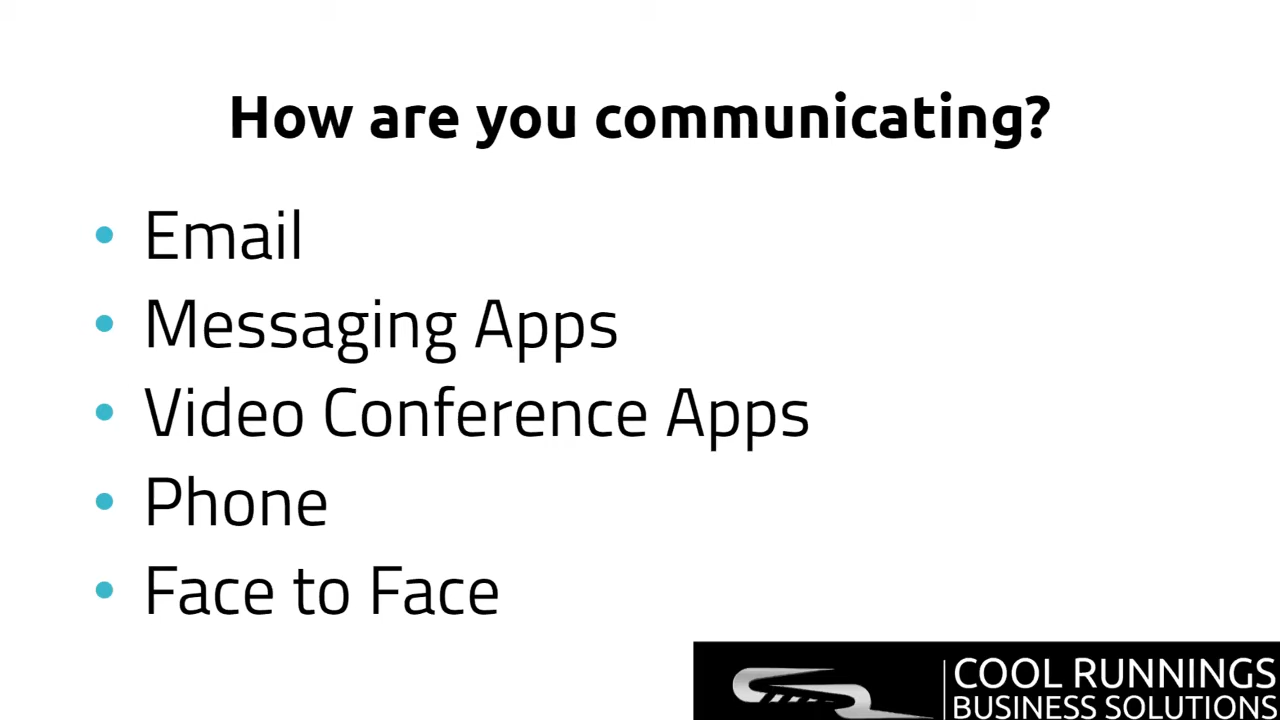 How are you communicating?
• Email
• Messaging Apps
• Video Conference Apps
• Phone
• Face to Face
COOL RUNNINGS
BUSINESS SOLUTIONS